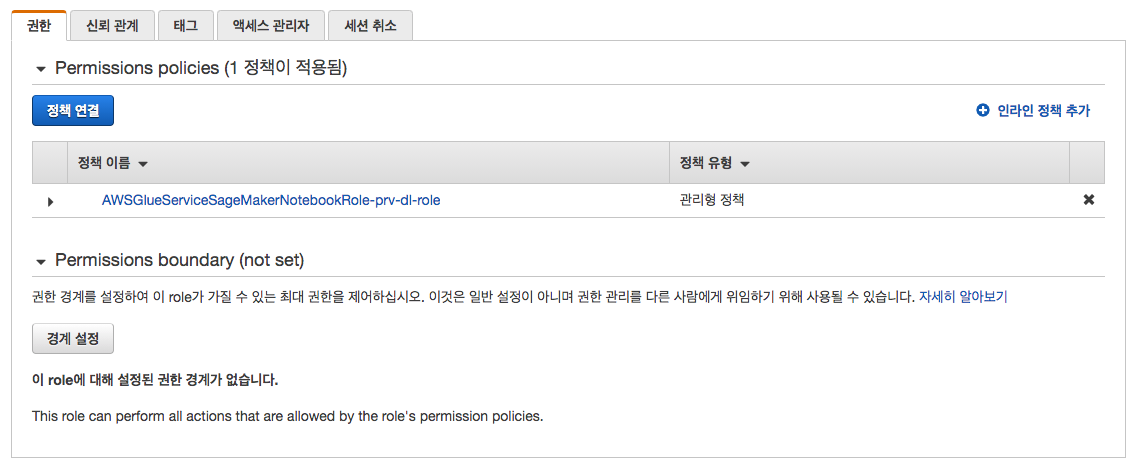 권한 신뢰 관계 태그 액세스 관리자 세션 취소
Permissions policies (1 정책이 적용됨)
정책 연결 인라인 정책 추가
정책 이름 정책 유형
AWSGlueServiceSageMakerNotebookRole-prv-dl-role 관리형 정책
Permissions boundary (not set)
권한 경계를 설정하여 이 role가 가질 수 있는 최대 권한을 제어하십시오. 이것은 일반 설정이 아니며 권한 관리를 다른 사람에게 위임하기 위해 사용될 수 있습니다. 자세히 알아보기
경계 설정
이 role에 대해 설정된 권한 경계가 없습니다.
This role can perform all actions that are allowed by the role's permission policies.